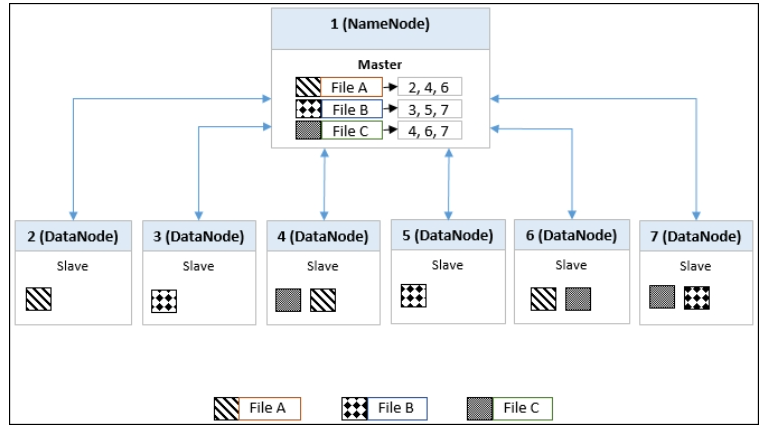 1 (NameNode)
Master
File A 2, 4, 6
File B 3, 5, 7
File C 4, 6, 7
2 (DataNode) 3 (DataNode) 4 (DataNode) 5 (DataNode) 6 (DataNode) 7 (DataNode)
Slave Slave Slave Slave Slave Slave
File A File B File C